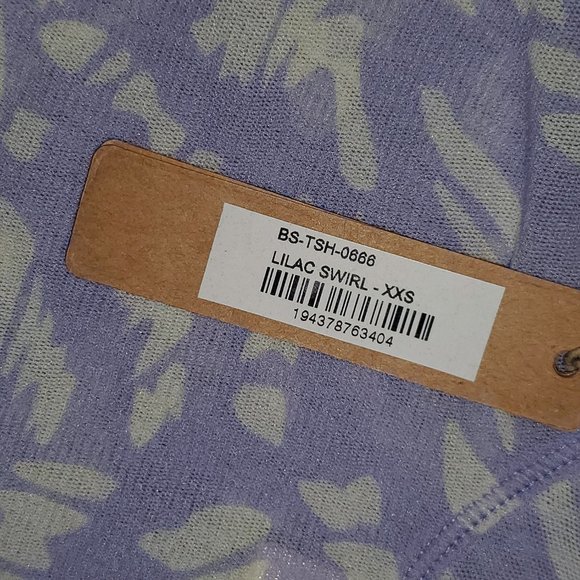 BS-TSH-0666
LILAC SWIRL - XXS
194378763404